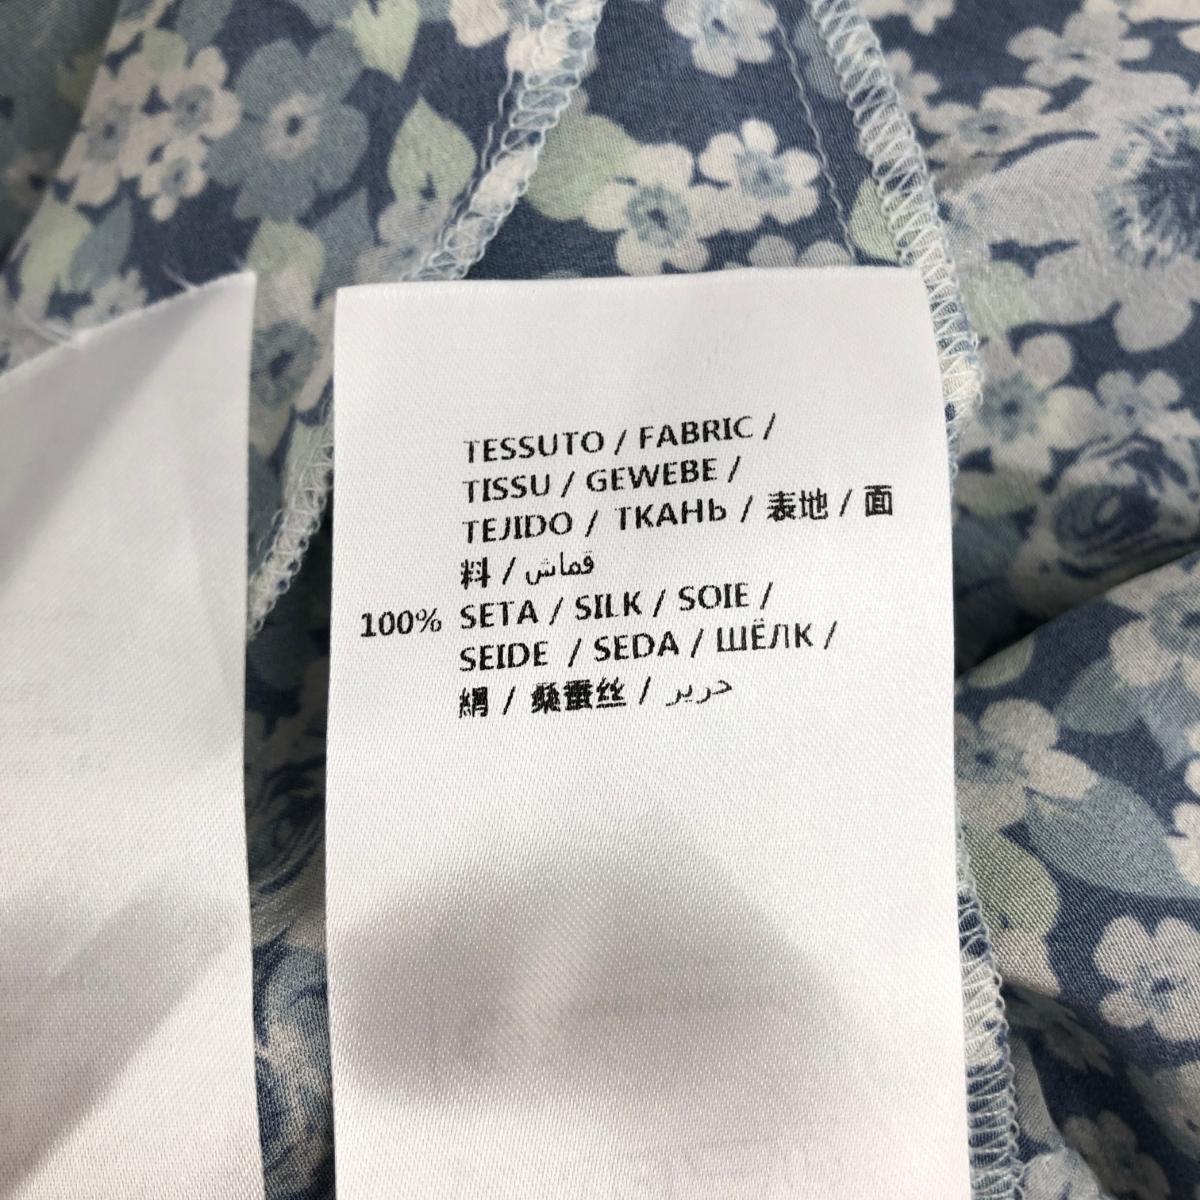 TESSUTO / FABRIC /
TISSU / GEWEBE /
TEJIDO / ТКАНЬ / 表地 / 面
料 / قماش
100% SETA / SILK / SOIE /
SEIDE / SEDA / ШЁЛК /
絹 / 桑蚕丝 / حرير